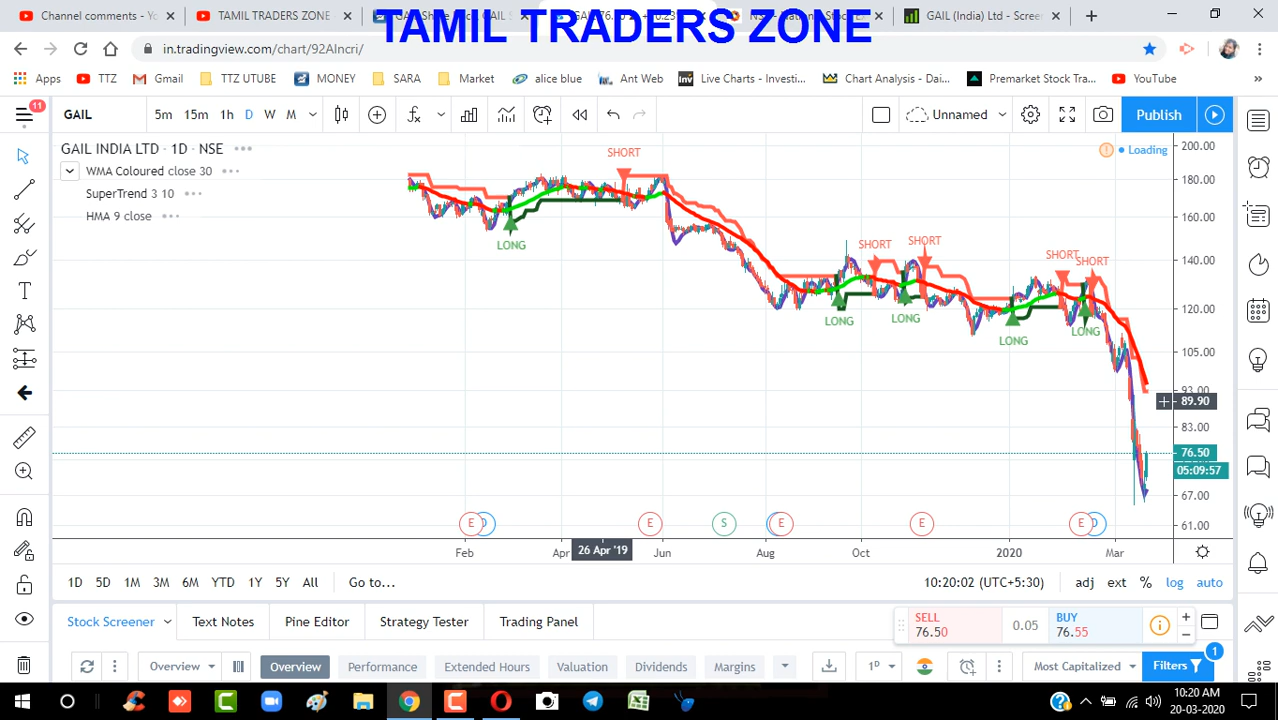 Channel comments - Yo
TAMIL TRADERS ZONE
GAIL (India) Ltd - Screen
TAMIL TRADERS ZONE
in.tradingview.com/chart/92AIncri/
Apps
TTZ
Gmail
TTZ UTUBE
MONEY
SARA
Market
alice blue
Ant Web
Live Charts - Investi...
Chart Analysis - Dai...
Premarket Stock Tra...
YouTube
»
11
GAIL
5m 15m 1h D W M
Unnamed
Publish
GAIL INDIA LTD · 1D · NSE
Loading
WMA Coloured close 30
SuperTrend 3 10
HMA 9 close
SHORT
LONG
SHORT
SHORT
SHORT
SHORT
LONG
LONG
LONG
LONG
200.00
180.00
160.00
140.00
120.00
105.00
93.00
89.90
83.00
76.50
05:09:57
67.00
61.00
E D E S E E E D
Feb Apr 26 Apr '19 Jun Aug Oct 2020 Mar
1D 5D 1M 3M 6M YTD 1Y 5Y All Go to...
10:20:02 (UTC+5:30) adj ext % log auto
Stock Screener Text Notes Pine Editor Strategy Tester Trading Panel
SELL
76.50
0.05
BUY
76.55
Overview Overview Performance Extended Hours Valuation Dividends Margins
1D
Most Capitalized
Filters
1
10:20 AM
20-03-2020